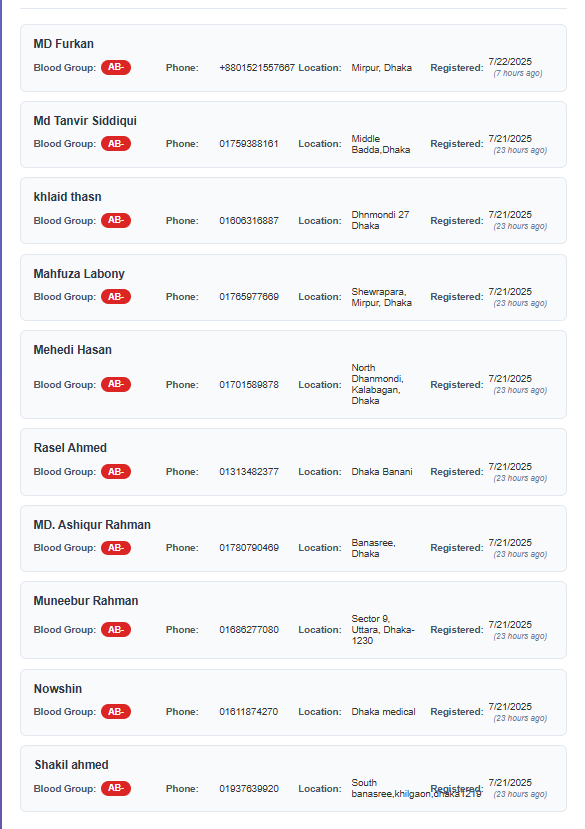 MD Furkan
Blood Group: AB- Phone: +8801521557667 Location: Mirpur, Dhaka Registered: 7/22/2025
(7 hours ago)
Md Tanvir Siddiqui
Blood Group: AB- Phone: 01759388161 Location: Middle
Badda,Dhaka Registered: 7/21/2025
(23 hours ago)
khlaid thasn
Blood Group: AB- Phone: 01606316887 Location: Dhnmondi 27
Dhaka Registered: 7/21/2025
(23 hours ago)
Mahfuza Labony
Blood Group: AB- Phone: 01765977669 Location: Shewrapara,
Mirpur, Dhaka Registered: 7/21/2025
(23 hours ago)
Mehedi Hasan
Blood Group: AB- Phone: 01701589878 Location: North
Dhanmondi,
Kalabagan,
Dhaka Registered: 7/21/2025
(23 hours ago)
Rasel Ahmed
Blood Group: AB- Phone: 01313482377 Location: Dhaka Banani Registered: 7/21/2025
(23 hours ago)
MD. Ashiqur Rahman
Blood Group: AB- Phone: 01780790469 Location: Banasree,
Dhaka Registered: 7/21/2025
(23 hours ago)
Muneebur Rahman
Blood Group: AB- Phone: 01686277080 Location: Sector 9,
Uttara, Dhaka-
1230 Registered: 7/21/2025
(23 hours ago)
Nowshin
Blood Group: AB- Phone: 01611874270 Location: Dhaka medical Registered: 7/21/2025
(23 hours ago)
Shakil ahmed
Blood Group: AB- Phone: 01937639920 Location: South
banasree,khilgaon,dhaka1219 Registered: 7/21/2025
(23 hours ago)